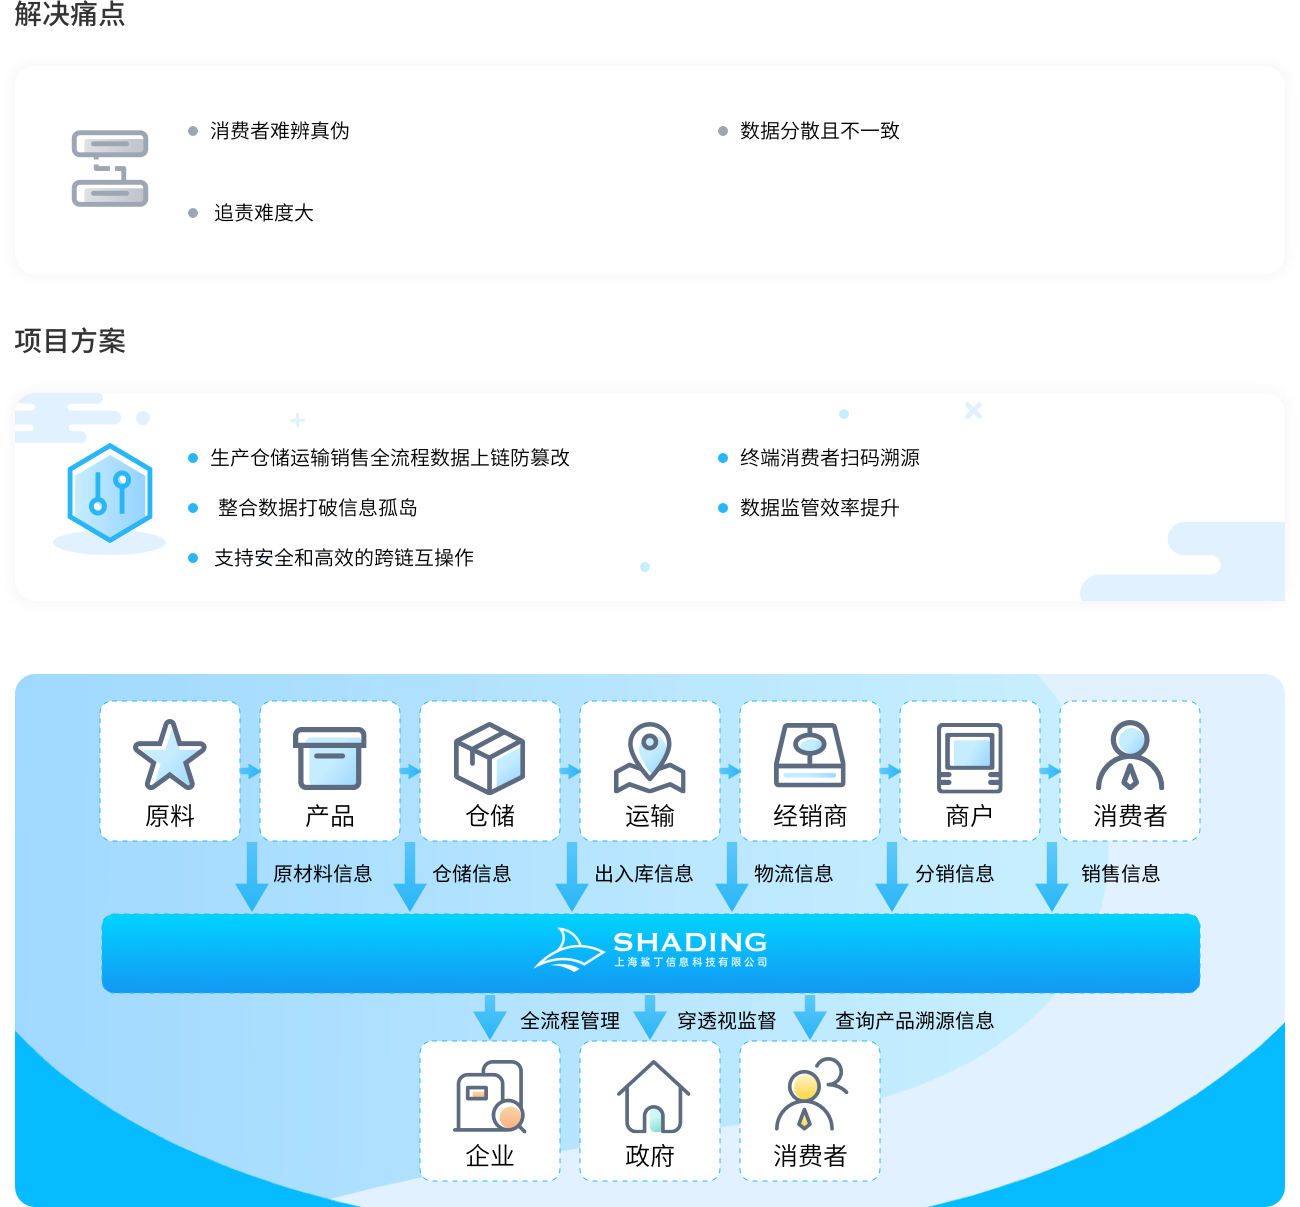 解决痛点
消费者难辨真伪
数据分散且不一致
追责难度大
项目方案
生产仓储运输销售全流程数据上链防篡改
终端消费者扫码溯源
整合数据打破信息孤岛
数据监管效率提升
支持安全和高效的跨链互操作
原料
产品
仓储
运输
经销商
商户
消费者
原材料信息
仓储信息
出入库信息
物流信息
分销信息
销售信息
SHADING
上海鲨丁信息科技有限公司
全流程管理
穿透视监督
查询产品溯源信息
企业
政府
消费者